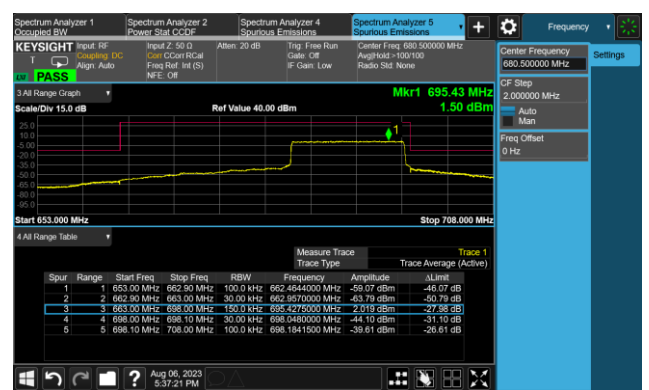 Spectrum Analyzer 1
Occupied BW
Spectrum Analyzer 2
Power Stat CCDF
Spectrum Analyzer 4
Spurious Emissions
Spectrum Analyzer 5
Spurious Emissions
+
Frequency
KEYSIGHT
T
PASS
Input: RF
Coupling: DC
Align: Auto
Input Z: 50 Ω
Corr CCorr RCal
Freq Ref: Int (S)
NFE: Off
Atten: 20 dB
Trig: Free Run
Gate: Off
IF Gain: Low
Center Freq: 680.500000 MHz
Avg|Hold:>100/100
Radio Std: None
Center Frequency
680.500000 MHz
Settings
CF Step
2.000000 MHz
Auto
Man
Freq Offset
0 Hz
3 All Range Graph
Mkr1 695.43 MHz
Scale/Div 15.0 dB
Ref Value 40.00 dBm
1.50 dBm
25.0
10.0
-5.00
-20.0
-35.0
-50.0
-65.0
-80.0
-95.0
1
Start 653.000 MHz
Stop 708.000 MHz
4 All Range Table
Measure Trace Trace 1
Trace Type Trace Average (Active)
Spur Range Start Freq Stop Freq RBW Frequency Amplitude ΔLimit
1 1 653.00 MHz 662.90 MHz 100.0 kHz 662.4644000 MHz -59.07 dBm -46.07 dB
2 2 662.90 MHz 663.00 MHz 30.00 kHz 662.9570000 MHz -63.79 dBm -50.79 dB
3 3 663.00 MHz 698.00 MHz 150.0 kHz 695.4275000 MHz 2.019 dBm -27.98 dB
4 4 698.00 MHz 698.10 MHz 30.00 kHz 698.0480000 MHz -44.10 dBm -31.10 dB
5 5 698.10 MHz 708.00 MHz 100.0 kHz 698.1841500 MHz -39.61 dBm -26.61 dB
?
Aug 06, 2023
5:37:21 PM